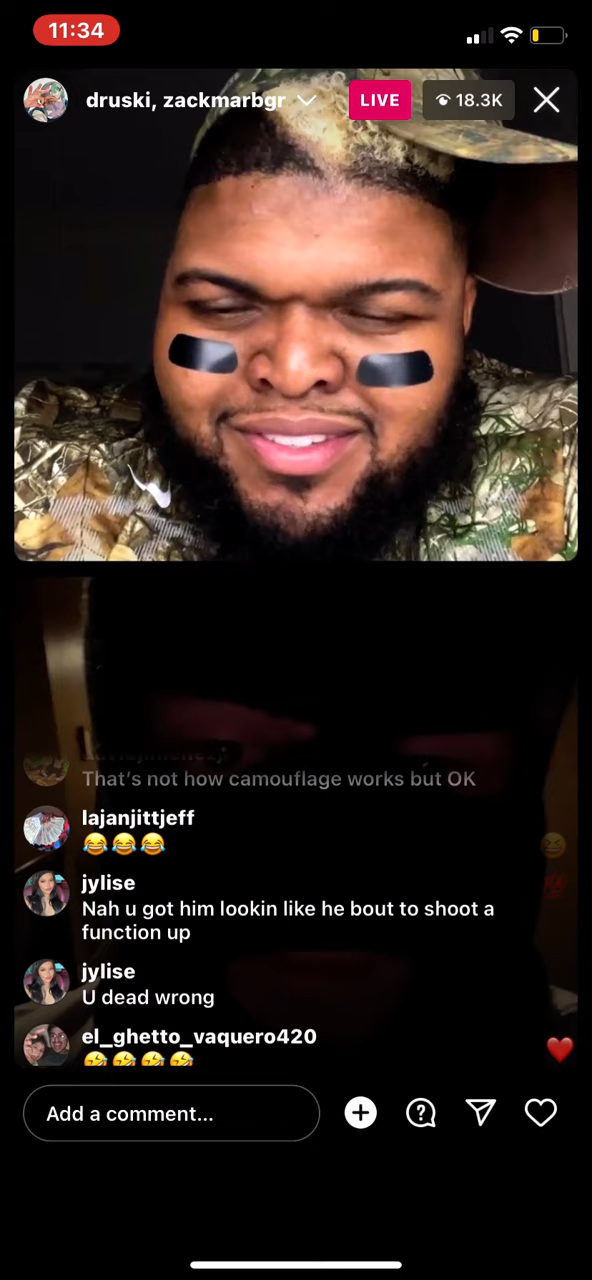 11:34
druski, zackmarbgr
LIVE
18.3K
That's not how camouflage works but OK
lajanjittjeff
😂😂😂
jylise
Nah u got him lookin like he bout to shoot a
function up
jylise
U dead wrong
el_ghetto_vaquero420
🤣🤣🤣🤣
Add a comment...